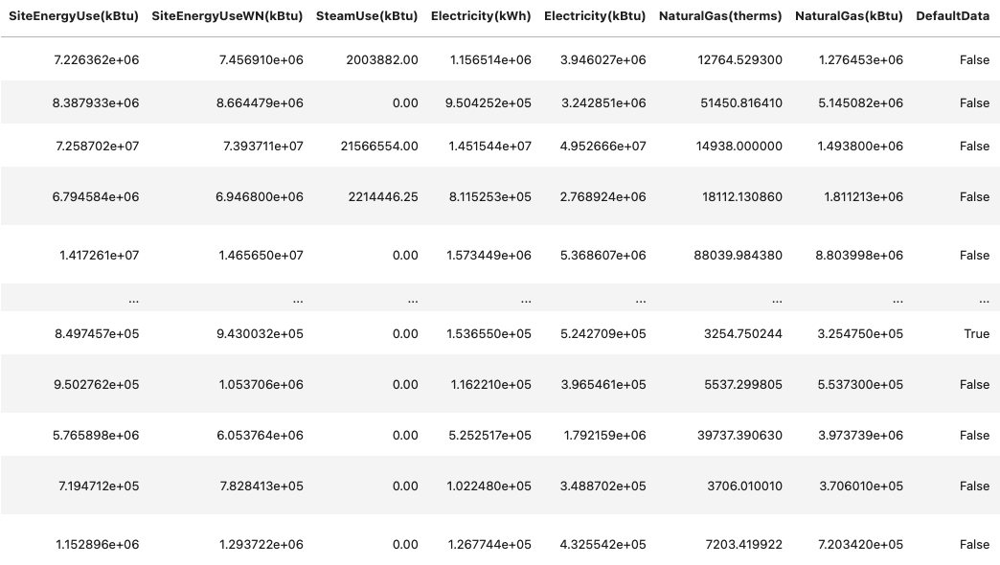 SiteEnergyUse(kBtu) SiteEnergyUseWN(kBtu) SteamUse(kBtu) Electricity(kWh) Electricity(kBtu) NaturalGas(therms) NaturalGas(kBtu) DefaultData
7.226362e+06 7.456910e+06 2003882.00 1.156514e+06 3.946027e+06 12764.529300 1.276453e+06 False
8.387933e+06 8.664479e+06 0.00 9.504252e+05 3.242851e+06 51450.816410 5.145082e+06 False
7.258702e+07 7.393711e+07 21566554.00 1.451544e+07 4.952666e+07 14938.000000 1.493800e+06 False
6.794584e+06 6.946800e+06 2214446.25 8.115253e+05 2.768924e+06 18112.130860 1.811213e+06 False
1.417261e+07 1.465650e+07 0.00 1.573449e+06 5.368607e+06 88039.984380 8.803998e+06 False
... ... ... ... ... ... ... ...
8.497457e+05 9.430032e+05 0.00 1.536550e+05 5.242709e+05 3254.750244 3.254750e+05 True
9.502762e+05 1.053706e+06 0.00 1.162210e+05 3.965461e+05 5537.299805 5.537300e+05 False
5.765898e+06 6.053764e+06 0.00 5.252517e+05 1.792159e+06 39737.390630 3.973739e+06 False
7.194712e+05 7.828413e+05 0.00 1.022480e+05 3.488702e+05 3706.010010 3.706010e+05 False
1.152896e+06 1.293722e+06 0.00 1.267744e+05 4.325542e+05 7203.419922 7.203420e+05 False